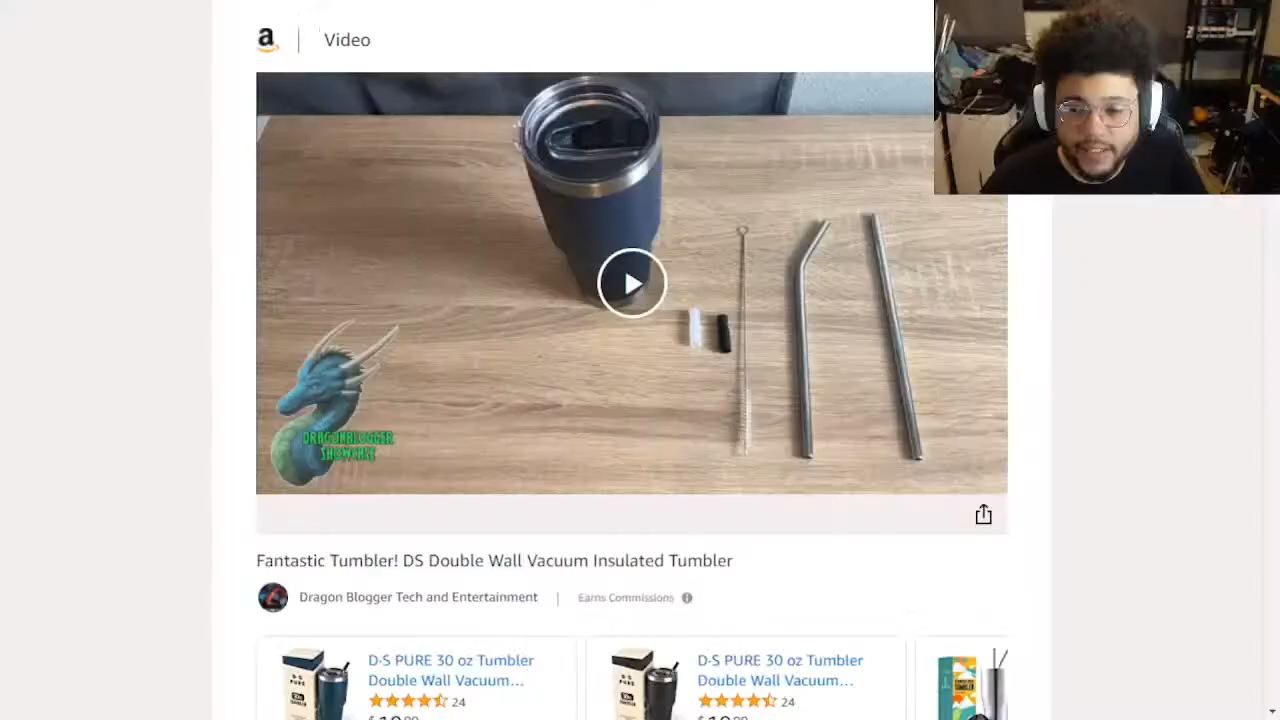 a
Video
DRAGONBLOGGER
SHOWCASE
Fantastic Tumbler! DS Double Wall Vacuum Insulated Tumbler
Dragon Blogger Tech and Entertainment
Earns Commissions
D·S PURE 30 oz Tumbler
Double Wall Vacuum...
24
D·S PURE 30 oz Tumbler
Double Wall Vacuum...
24
D·S
PURE